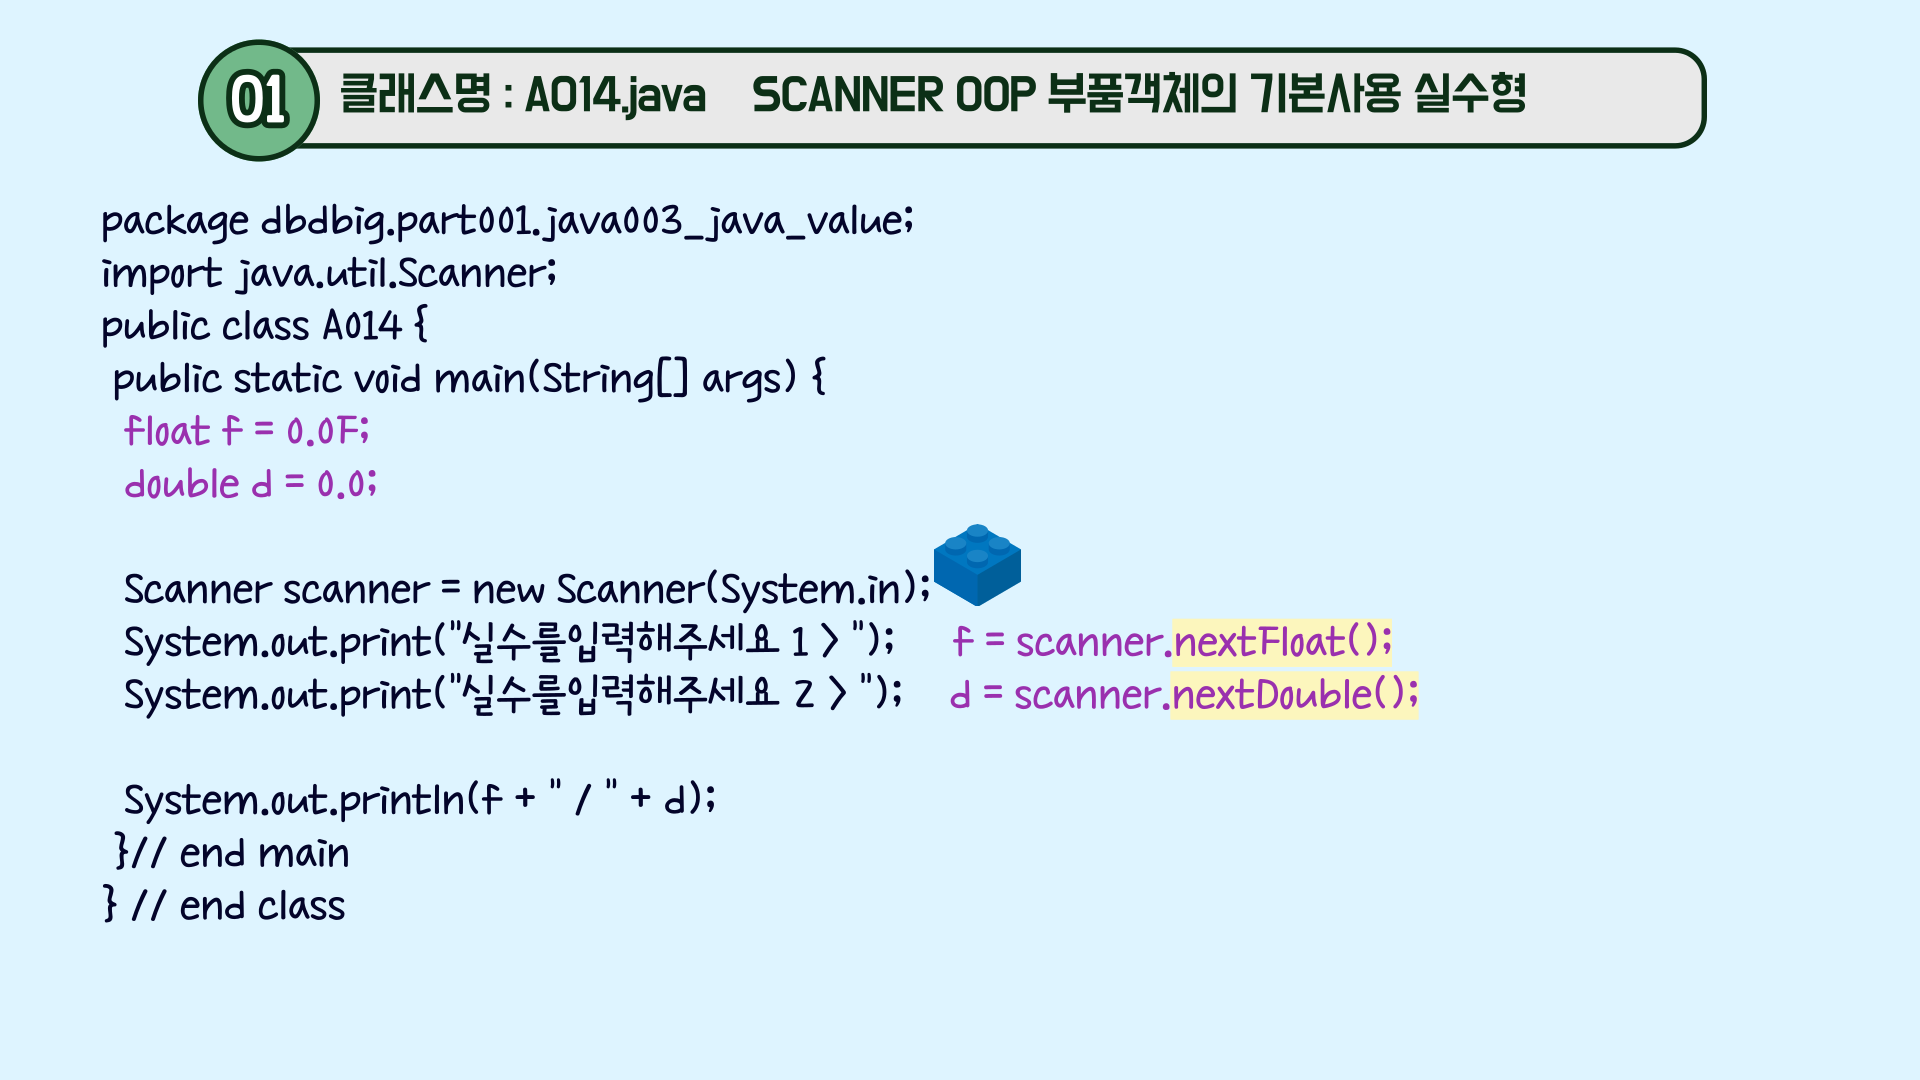 01 클래스명 : A014.java SCANNER OOP 부품객체의 기본사용 실수형
package dbdbig.part001.java003_java_value;
import java.util.Scanner;
public class A014 {
public static void main(String[] args) {
float f = 0.0F;
double d = 0.0;
Scanner scanner = new Scanner(System.in);
System.out.print("실수를입력해주세요 1 > "); f = scanner.nextFloat();
System.out.print("실수를입력해주세요 2 > "); d = scanner.nextDouble();
System.out.println(f + " / " + d);
}// end main
} // end class